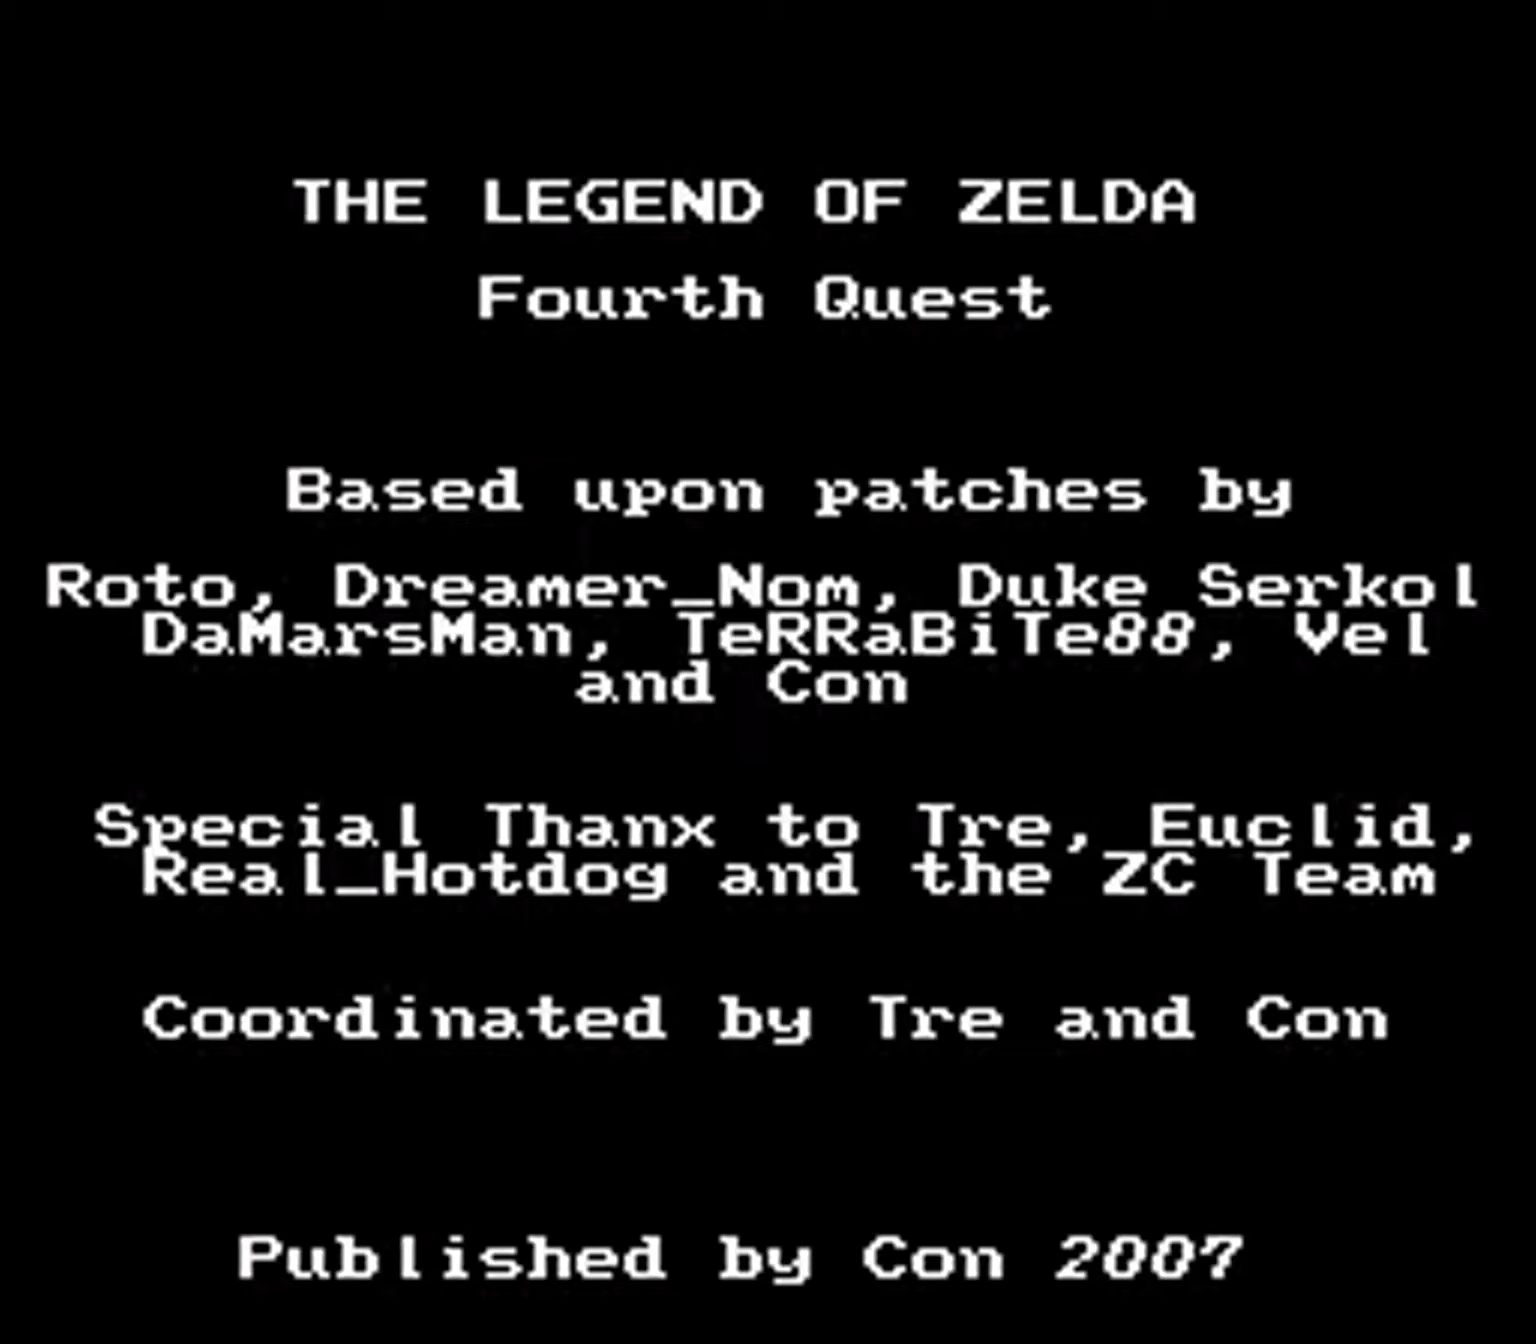 THE LEGEND OF ZELDA
Fourth Quest
Based upon patches by
Roto, Dreamer_Nom, Duke Serkol
DaMarsMan, TeRRaBiTe88, Vel
and Con
Special Thanx to Tre, Euclid,
Real_Hotdog and the ZC Team
Coordinated by Tre and Con
Published by Con 2007